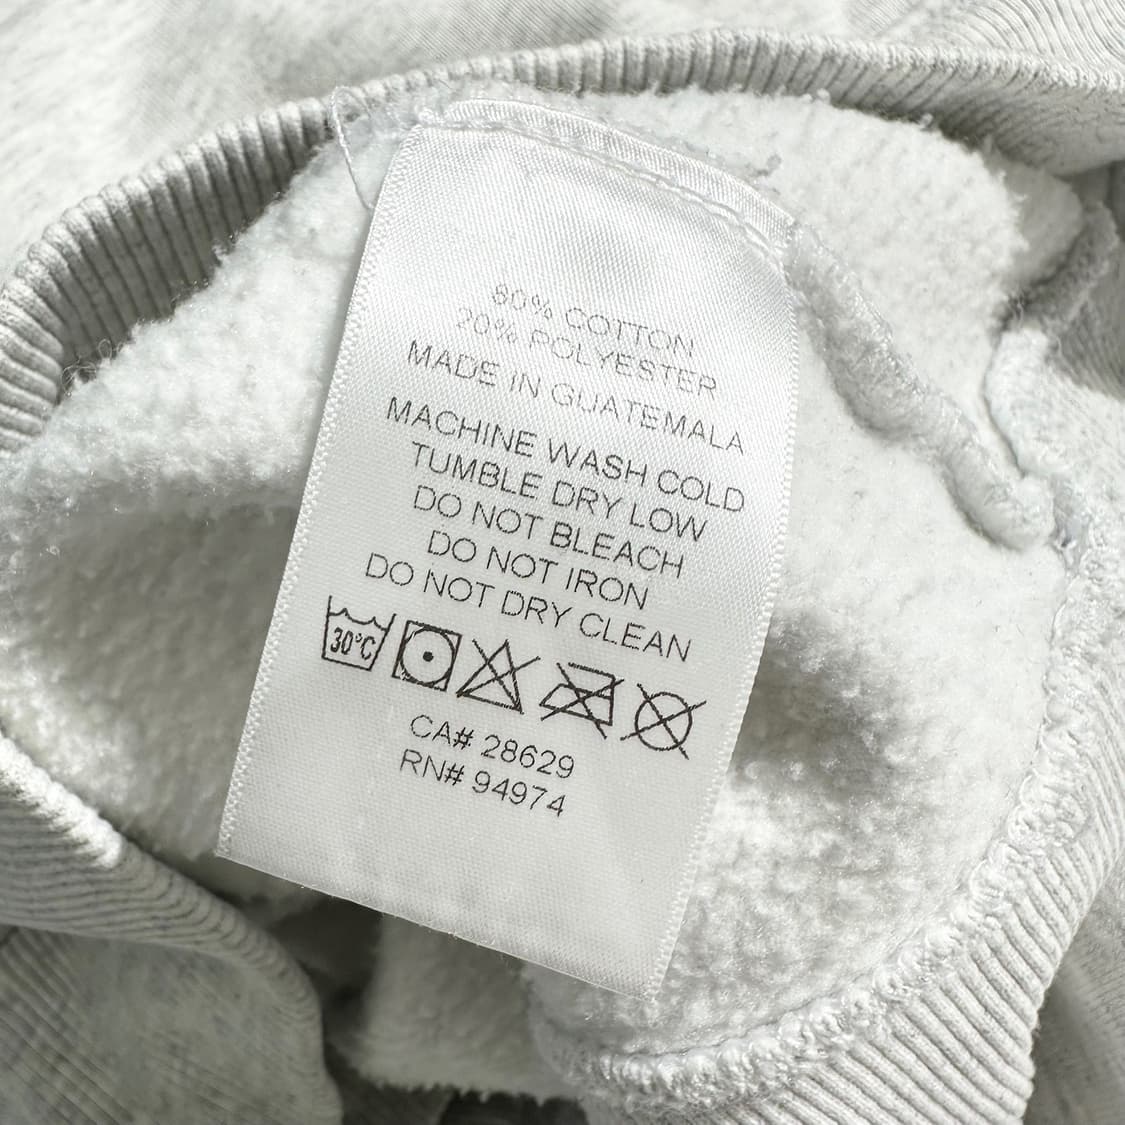 80% COTTON
20% POLYESTER
MADE IN GUATEMALA
MACHINE WASH COLD
TUMBLE DRY LOW
DO NOT BLEACH
DO NOT IRON
DO NOT DRY CLEAN
30°C
CA# 28629
RN# 94974